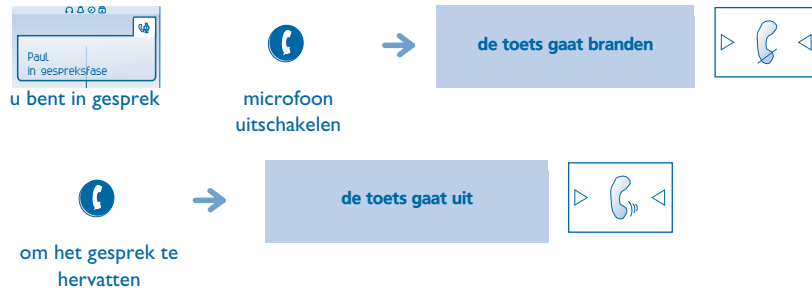 Paul
in gespreksfase
u bent in gesprek
microfoon
uitschakelen
de toets gaat branden
de toets gaat uit
om het gesprek te
hervatten